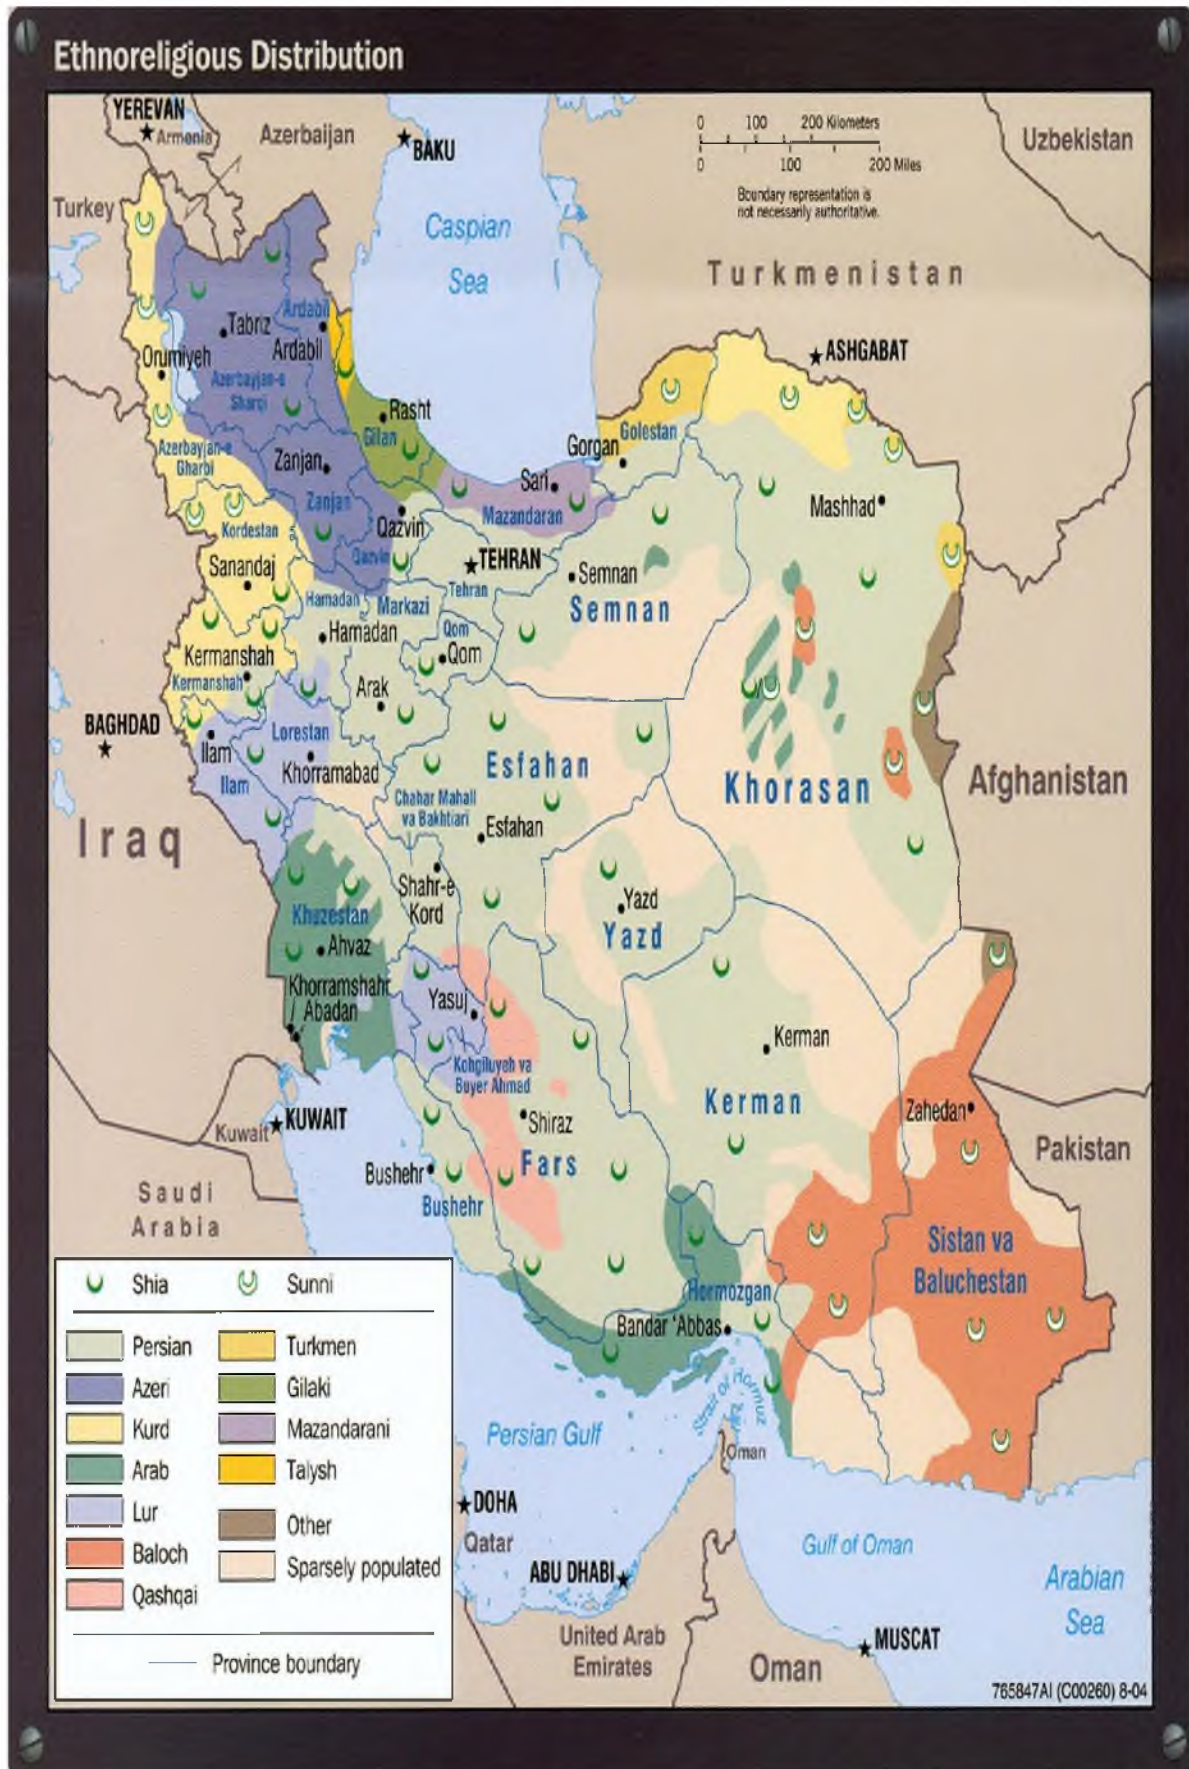 Ethnoreligious Distribution
YEREVAN
Armenia
Azerbaijan
BAKU
0 100 200 Kilometers
0 100 200 Miles
Boundary representation is
not necessarily authoritative.
Uzbekistan
Turkey
Caspian
Sea
Turkmenistan
ASHGABAT
Tabriz
Ardabil
Ardabil
Orumiyeh
Azerbayjan-e
Sharqi
Rasht
Gilan
Golestan
Gorgan
Azerbayjan-e
Gharbi
Zanjan
Zanjan
Sari
Mazandaran
Mashhad
Kordestan
Qazvin
Qazvin
TEHRAN
Tehran
Semnan
Semnan
Sanandaj
Hamadan
Markazi
Hamadan
Qom
Qom
Kermanshah
Kermanshah
Arak
BAGHDAD
Ilam
Ilam
Lorestan
Khorramabad
Esfahan
Khorasan
Afghanistan
Chahar Mahall
va Bakhtiari
Esfahan
Iraq
Shahr-e
Kord
Yazd
Yazd
Khuzestan
Ahvaz
Khorramshahr
Abadan
Yasuj
Kohgiluyeh va
Buyer Ahmad
Kerman
Kerman
Zahedan
Kuwait
KUWAIT
Shiraz
Fars
Pakistan
Bushehr
Bushehr
Saudi
Arabia
Sistan va
Baluchestan
Hormozgan
Bandar 'Abbas
Strait of Hormuz
Persian Gulf
Oman
DOHA
Qatar
Gulf of Oman
ABU DHABI
Arabian
Sea
United Arab
Emirates
Oman
MUSCAT
765847AI (C00260) 8-04
Shia
Sunni
Persian
Turkmen
Azeri
Gilaki
Kurd
Mazandarani
Arab
Talysh
Lur
Other
Baloch
Sparsely populated
Qashqai
Province boundary